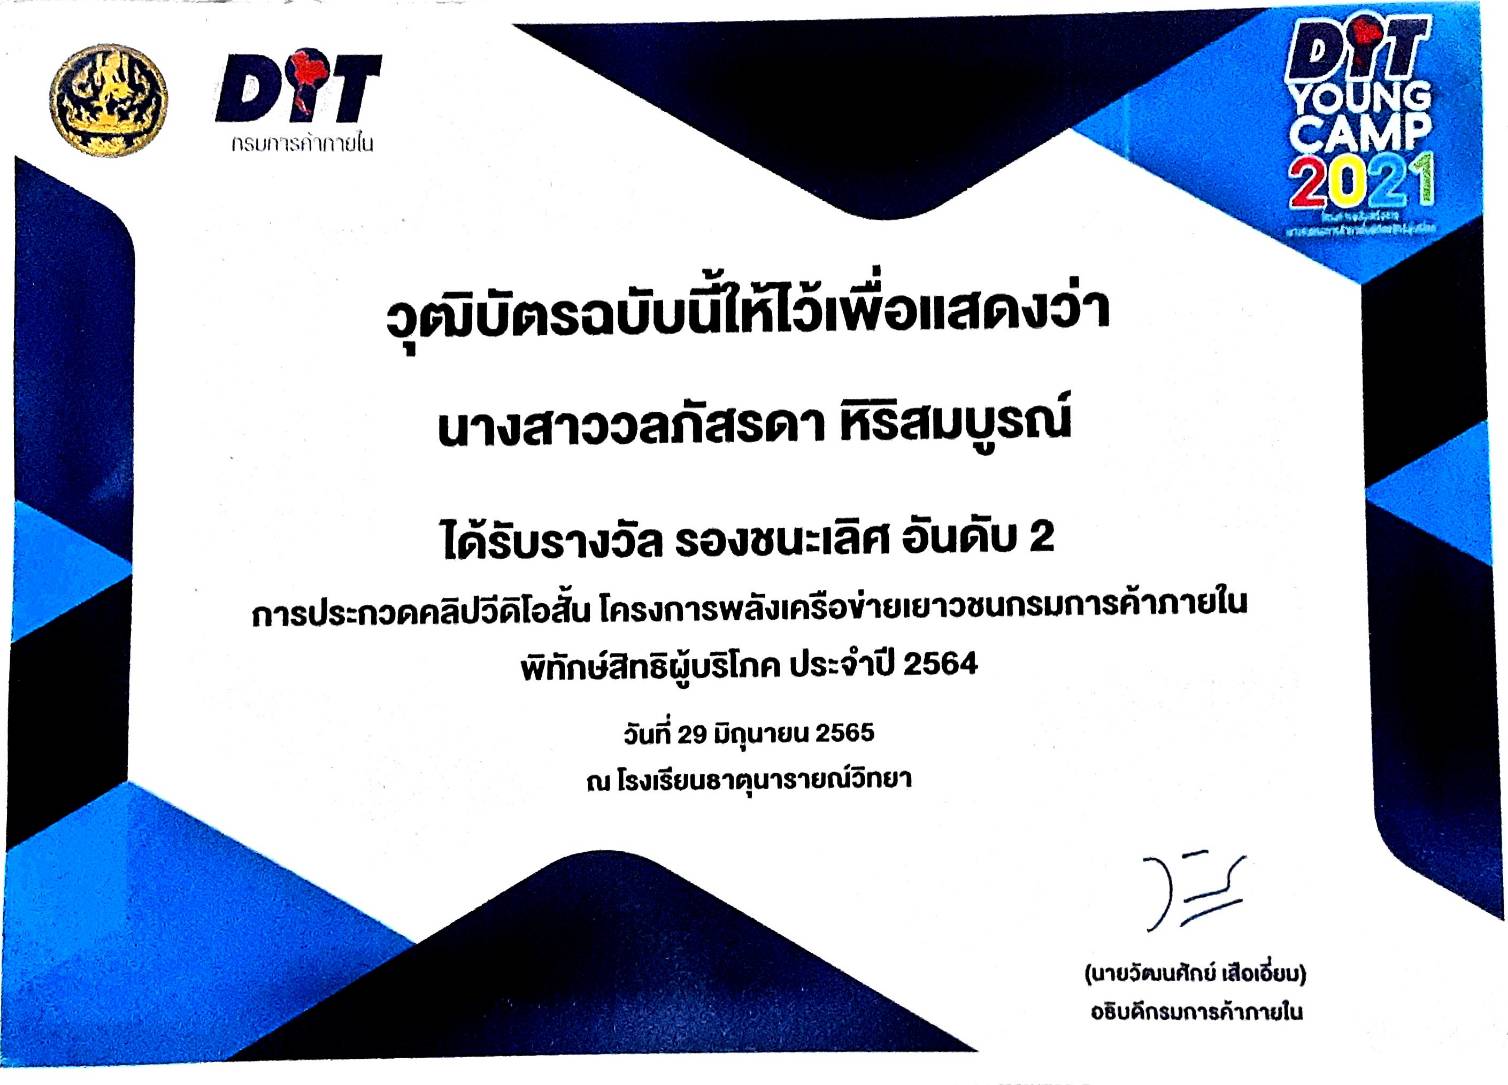 DIT
กรมการค้าภายใน
DIT
YOUNG
CAMP
2021
วุฒิบัตรฉบับนี้ให้ไว้เพื่อแสดงว่า
นางสาววลภัสรดา หิริสมบูรณ์
ได้รับรางวัล รองชนะเลิศ อันดับ 2
การประกวดคลิปวีดิโอสั้น โครงการพลังเครือข่ายเยาวชนกรมการค้าภายใน
พิทักษ์สิทธิผู้บริโภค ประจำปี 2564
วันที่ 29 มิถุนายน 2565
ณ โรงเรียนธาตุนารายณ์วิทยา
(นายวัฒนศักย์ เสือเอี่ยม)
อธิบดีกรมการค้าภายใน